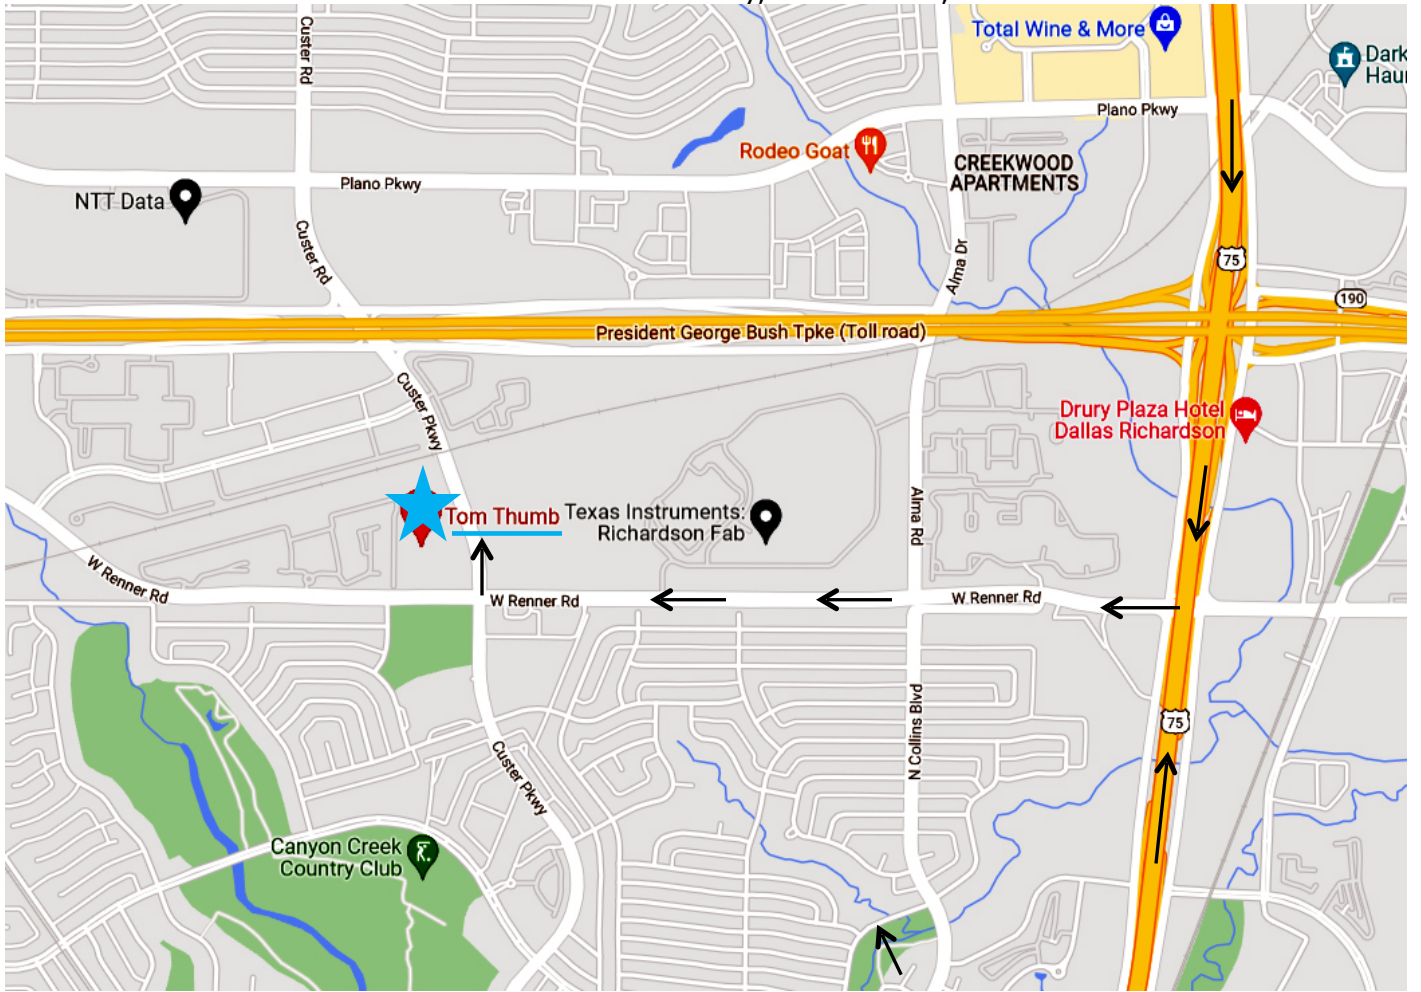 Custer Rd
Total Wine & More
Dark
Hau
Plano Pkwy
Rodeo Goat
CREEKWOOD
APARTMENTS
Plano Pkwy
NTT Data
Custer Rd
Alma Dr
75
190
President George Bush Tpke (Toll road)
Custer Pkwy
Drury Plaza Hotel
Dallas Richardson
Tom Thumb
Texas Instruments:
Richardson Fab
Alma Rd
W Renner Rd
W Renner Rd
W Renner Rd
N Collins Blvd
75
Custer Pkwy
Canyon Creek
Country Club